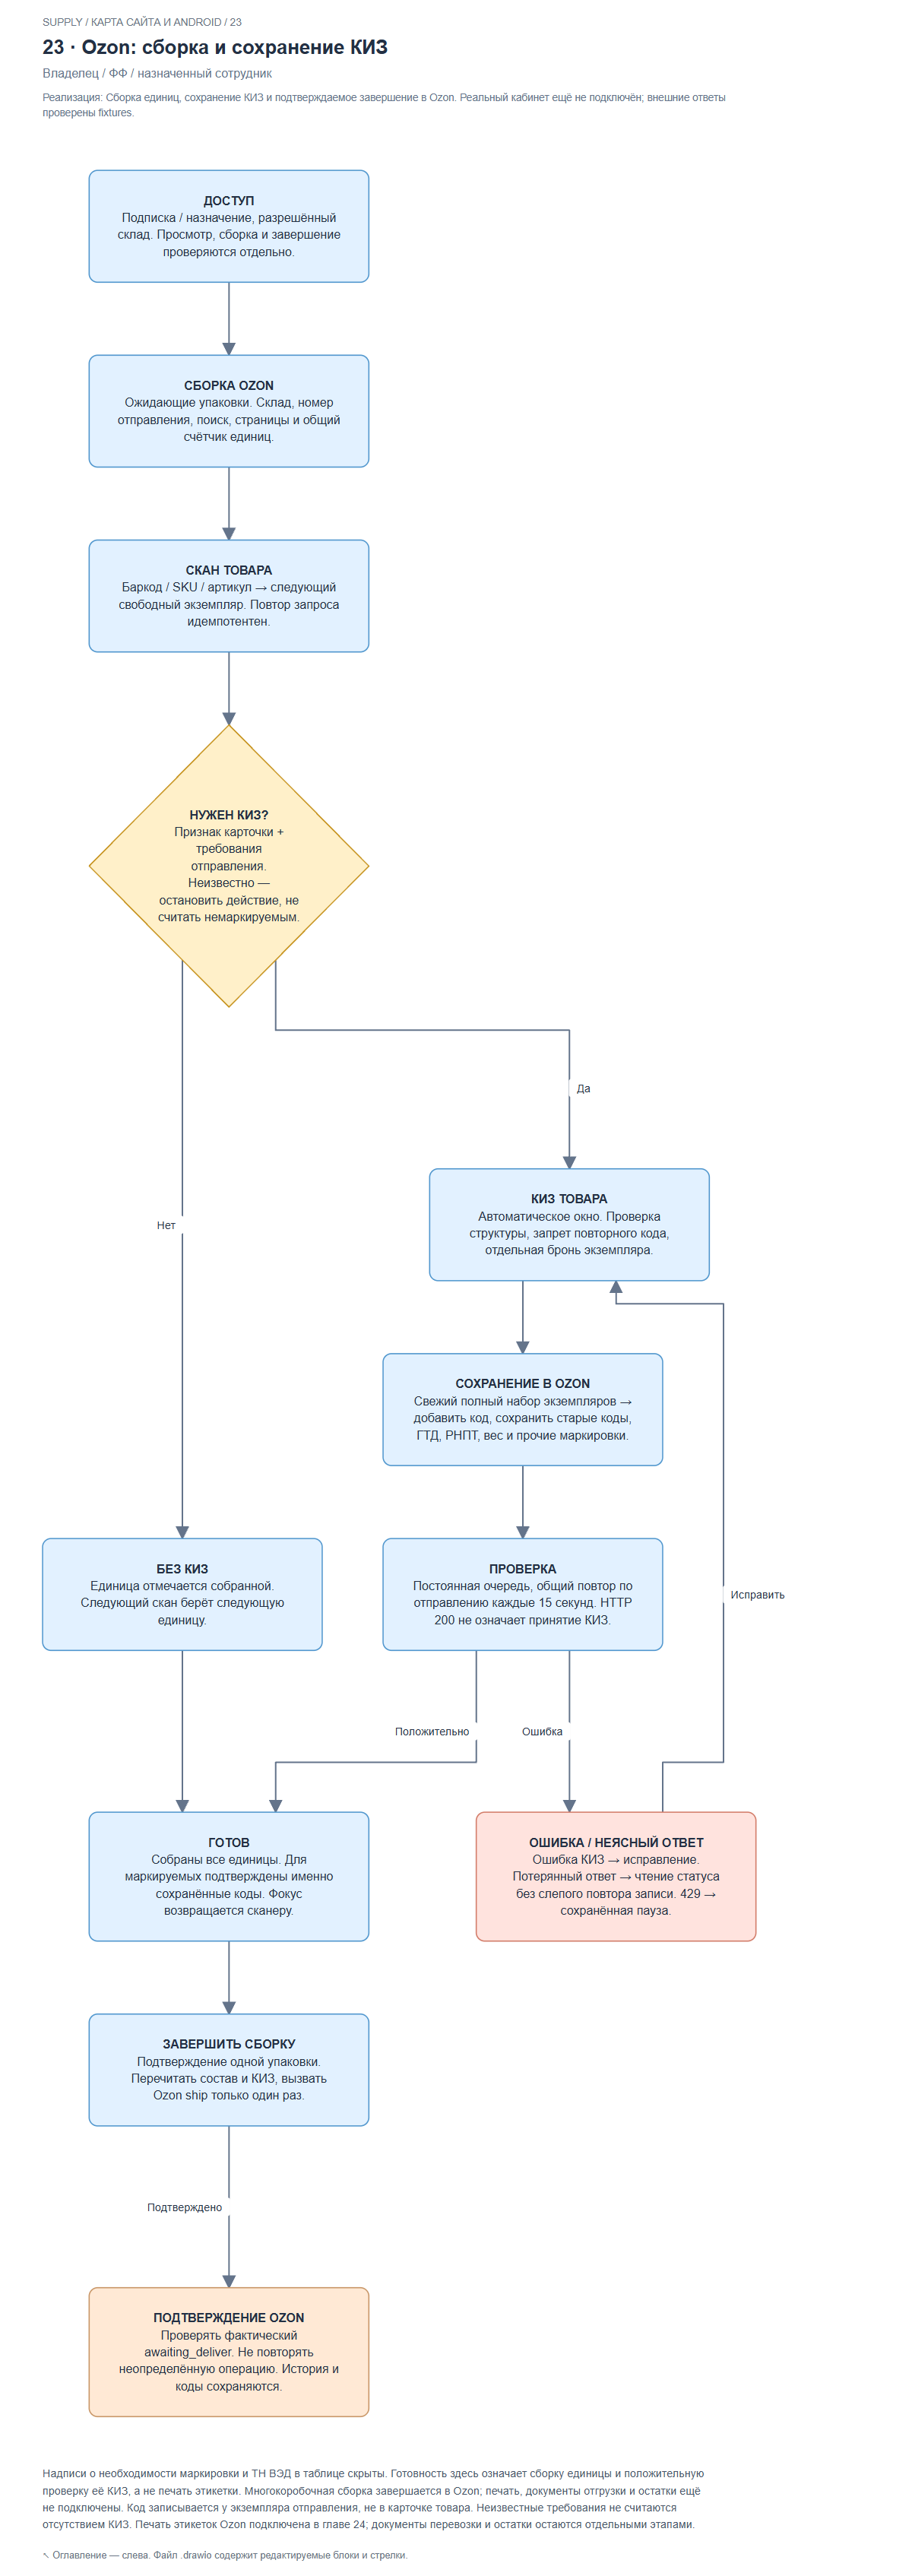 SUPPLY / КАРТА САЙТА И ANDROID / 23
23 · Ozon: сборка и сохранение КИЗ
Владелец / ФФ / назначенный сотрудник
Реализация: Сборка единиц, сохранение КИЗ и подтверждаемое завершение в Ozon. Реальный кабинет ещё не подключён; внешние ответы
проверены fixtures.
ДОСТУП
Подписка / назначение, разрешённый
склад. Просмотр, сборка и завершение
проверяются отдельно.
СБОРКА OZON
Ожидающие упаковки. Склад, номер
отправления, поиск, страницы и общий
счётчик единиц.
СКАН ТОВАРА
Баркод / SKU / артикул → следующий
свободный экземпляр. Повтор запроса
идемпотентен.
НУЖЕН КИЗ?
Признак карточки +
требования
отправления.
Неизвестно —
остановить действие, не
считать немаркируемым.
Да
КИЗ ТОВАРА
Автоматическое окно. Проверка
структуры, запрет повторного кода,
отдельная бронь экземпляра.
Нет
СОХРАНЕНИЕ В OZON
Свежий полный набор экземпляров →
добавить код, сохранить старые коды,
ГТД, РНПТ, вес и прочие маркировки.
БЕЗ КИЗ
Единица отмечается собранной.
Следующий скан берёт следующую
единицу.
ПРОВЕРКА
Постоянная очередь, общий повтор по
отправлению каждые 15 секунд. HTTP
200 не означает принятие КИЗ.
Исправить
Положительно
Ошибка
ГОТОВ
Собраны все единицы. Для
маркируемых подтверждены именно
сохранённые коды. Фокус
возвращается сканеру.
ОШИБКА / НЕЯСНЫЙ ОТВЕТ
Ошибка КИЗ → исправление.
Потерянный ответ → чтение статуса
без слепого повтора записи. 429 →
сохранённая пауза.
ЗАВЕРШИТЬ СБОРКУ
Подтверждение одной упаковки.
Перечитать состав и КИЗ, вызвать
Ozon ship только один раз.
Подтверждено
ПОДТВЕРЖДЕНИЕ OZON
Проверять фактический
awaiting_deliver. Не повторять
неопределённую операцию. История и
коды сохраняются.
Надписи о необходимости маркировки и ТН ВЭД в таблице скрыты. Готовность здесь означает сборку единицы и положительную
проверку её КИЗ, а не печать этикетки. Многокоробочная сборка завершается в Ozon; печать, документы отгрузки и остатки ещё
не подключены. Код записывается у экземпляра отправления, не в карточке товара. Неизвестные требования не считаются
отсутствием КИЗ. Печать этикеток Ozon подключена в главе 24; документы перевозки и остатки остаются отдельными этапами.
↖ Оглавление — слева. Файл .drawio содержит редактируемые блоки и стрелки.